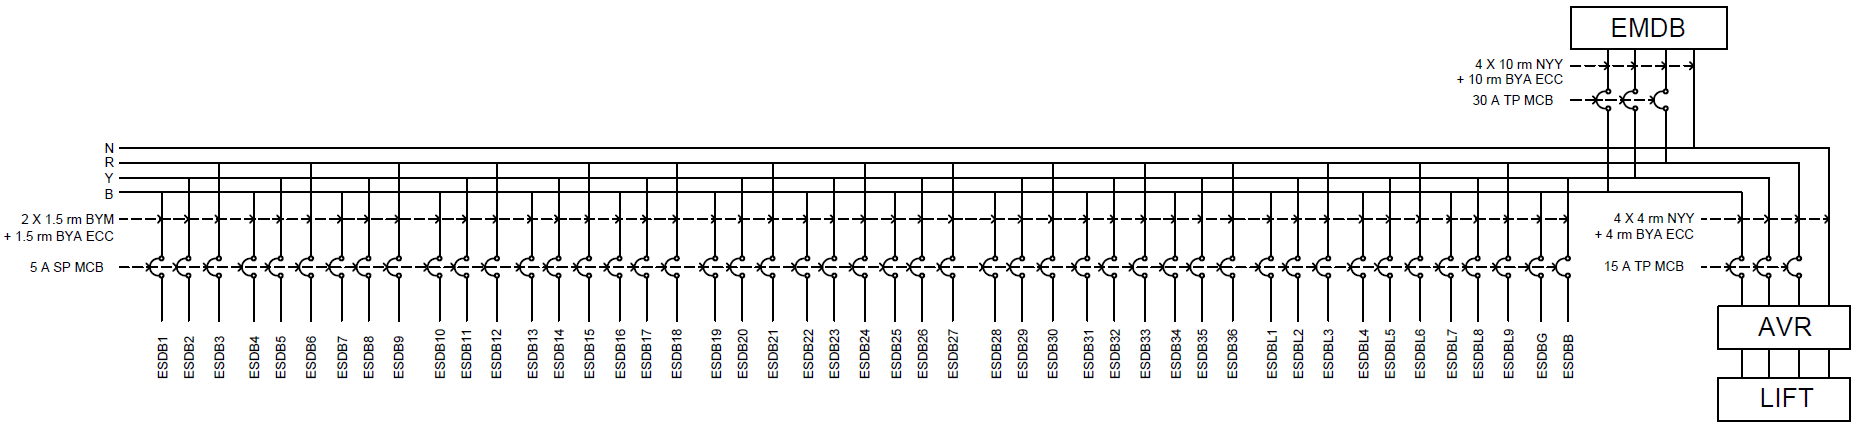 EMDB
4 X 10 rm NYY
+ 10 rm BYA ECC
30 A TP MCB
N
R
Y
B
2 X 1.5 rm BYM
+ 1.5 rm BYA ECC
5 A SP MCB
4 X 4 rm NYY
+ 4 rm BYA ECC
15 A TP MCB
ESDB1
ESDB2
ESDB3
ESDB4
ESDB5
ESDB6
ESDB7
ESDB8
ESDB9
ESDB10
ESDB11
ESDB12
ESDB13
ESDB14
ESDB15
ESDB16
ESDB17
ESDB18
ESDB19
ESDB20
ESDB21
ESDB22
ESDB23
ESDB24
ESDB25
ESDB26
ESDB27
ESDB28
ESDB29
ESDB30
ESDB31
ESDB32
ESDB33
ESDB34
ESDB35
ESDB36
ESDBL1
ESDBL2
ESDBL3
ESDBL4
ESDBL5
ESDBL6
ESDBL7
ESDBL8
ESDBL9
ESDBG
ESDBB
AVR
LIFT